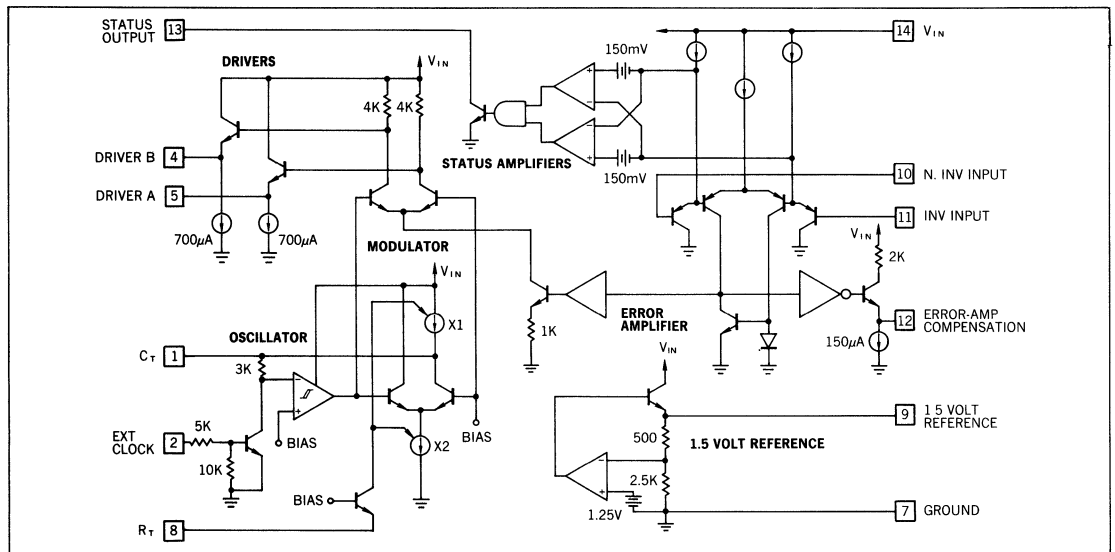 STATUS
OUTPUT 13
14 VIN
150mV
DRIVERS
VIN
4K 4K
STATUS AMPLIFIERS
150mV
DRIVER B 4
DRIVER A 5
10 N. INV INPUT
11 INV INPUT
700µA
700µA
MODULATOR
VIN
2K
VIN
X1
ERROR
AMPLIFIER
12 ERROR-AMP
COMPENSATION
1K
150µA
OSCILLATOR
CT 1
3K
VIN
EXT
CLOCK 2
5K
10K
BIAS
BIAS
X2
9 1 5 VOLT
REFERENCE
500
1.5 VOLT REFERENCE
2.5K
BIAS
1.25V
7 GROUND
RT 8